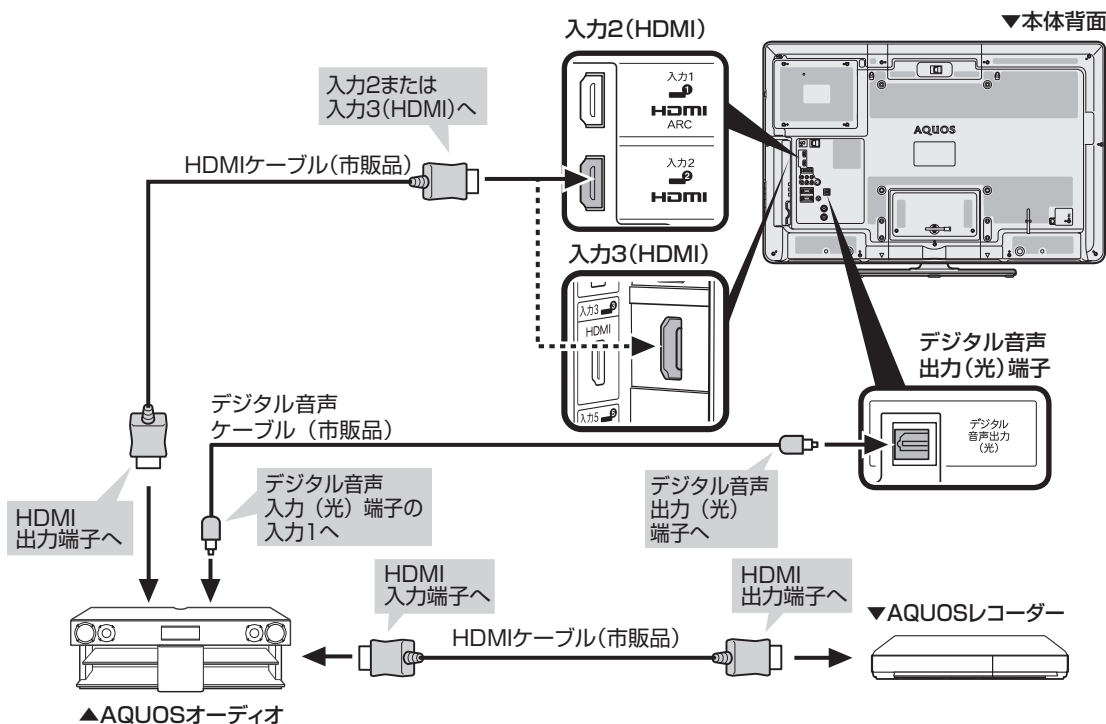 ▼本体背面
入力2(HDMI)
入力1
1
HDMI
ARC
入力2
2
HDMI
AQUOS
入力2または
入力3(HDMI)へ
HDMIケーブル(市販品)
入力3(HDMI)
入力3
HDMI
入力5
デジタル音声
出力(光)端子
デジタル
音声出力
(光)
デジタル音声
ケーブル(市販品)
HDMI
出力端子へ
デジタル音声
入力(光)端子の
入力1へ
デジタル音声
出力(光)
端子へ
HDMI
入力端子へ
HDMI
出力端子へ
HDMIケーブル(市販品)
▼AQUOSレコーダー
▲AQUOSオーディオ